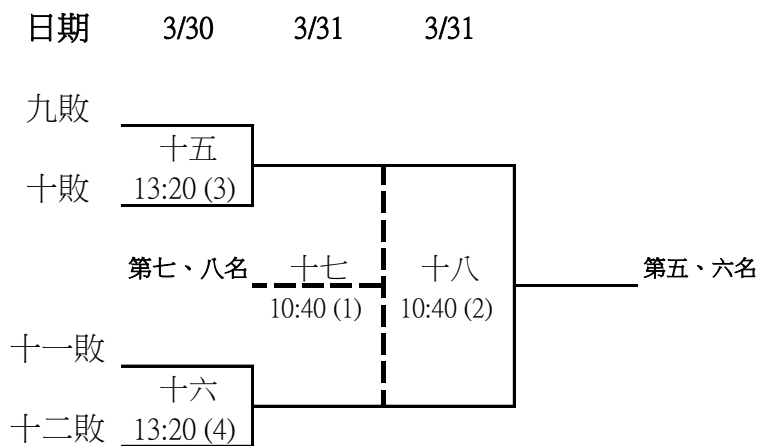 日期 3/30 3/31 3/31
九敗
十五
十敗 13:20 (3)
第七、八名 十七 十八 第五、六名
10:40 (1) 10:40 (2)
十一敗
十六
十二敗 13:20 (4)